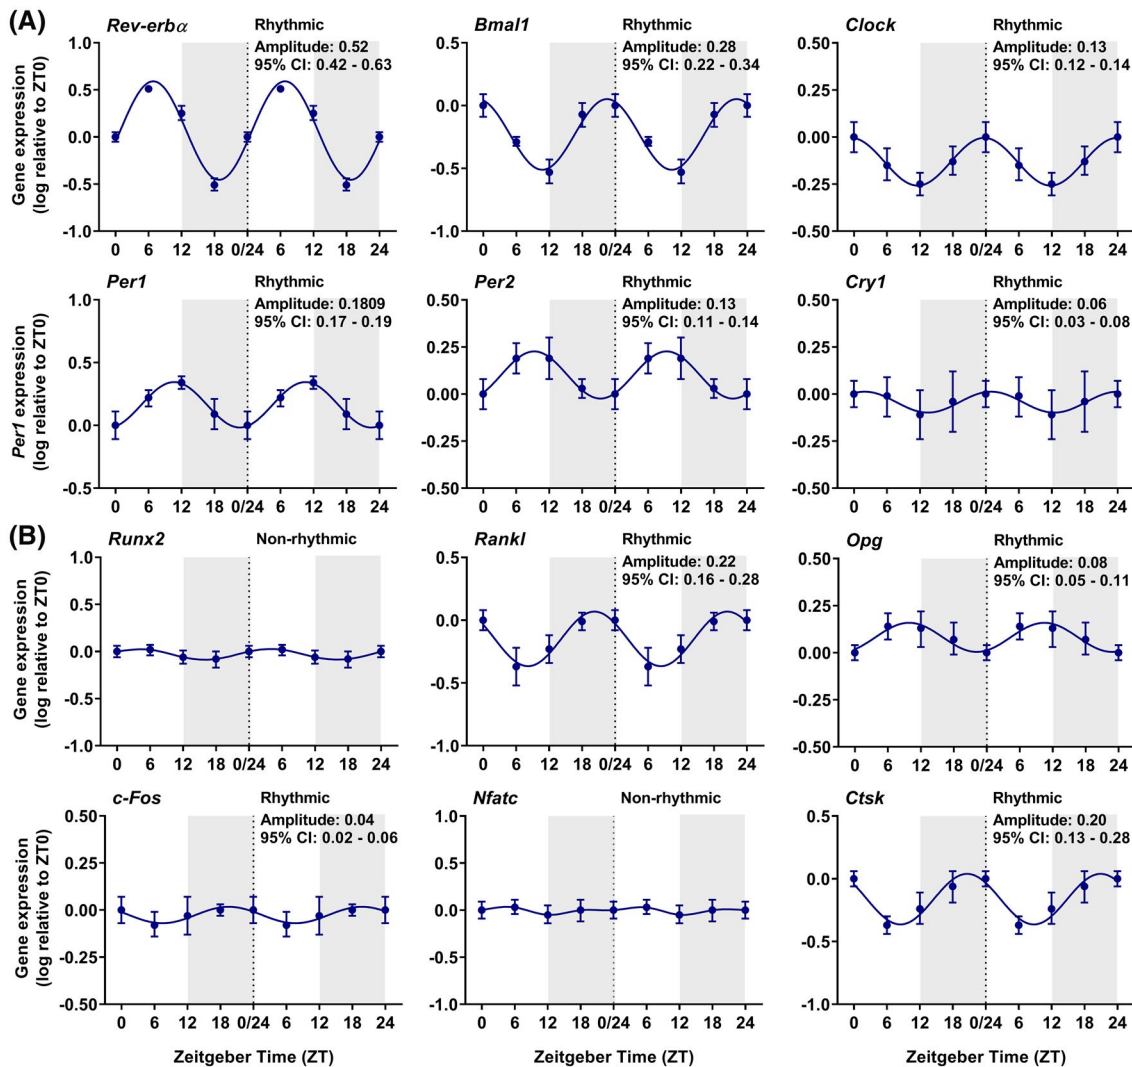 (A)
Rev-erbα
Rhythmic
Amplitude: 0.52
95% CI: 0.42 - 0.63
Gene expression
(log relative to ZT0)
1.0
0.5
0.0
-0.5
-1.0
0 6 12 18 0/24 6 12 18 24
Bmal1
Rhythmic
Amplitude: 0.28
95% CI: 0.22 - 0.34
0.5
0.0
-0.5
-1.0
0 6 12 18 0/24 6 12 18 24
Clock
Rhythmic
Amplitude: 0.13
95% CI: 0.12 - 0.14
0.50
0.25
0.00
-0.25
-0.50
0 6 12 18 0/24 6 12 18 24
Per1
Rhythmic
Amplitude: 0.1809
95% CI: 0.17 - 0.19
Per1 expression
(log relative to ZT0)
1.0
0.5
0.0
-0.5
0 6 12 18 0/24 6 12 18 24
Per2
Rhythmic
Amplitude: 0.13
95% CI: 0.11 - 0.14
0.50
0.25
0.00
-0.25
-0.50
0 6 12 18 0/24 6 12 18 24
Cry1
Rhythmic
Amplitude: 0.06
95% CI: 0.03 - 0.08
0.50
0.25
0.00
-0.25
-0.50
0 6 12 18 0/24 6 12 18 24
(B)
Runx2
Non-rhythmic
Gene expression
(log relative to ZT0)
1.0
0.5
0.0
-0.5
-1.0
0 6 12 18 0/24 6 12 18 24
Rankl
Rhythmic
Amplitude: 0.22
95% CI: 0.16 - 0.28
0.5
0.0
-0.5
-1.0
0 6 12 18 0/24 6 12 18 24
Opg
Rhythmic
Amplitude: 0.08
95% CI: 0.05 - 0.11
0.50
0.25
0.00
-0.25
-0.50
0 6 12 18 0/24 6 12 18 24
c-Fos
Rhythmic
Amplitude: 0.04
95% CI: 0.02 - 0.06
Gene expression
(log relative to ZT0)
0.50
0.25
0.00
-0.25
-0.50
0 6 12 18 0/24 6 12 18 24
Zeitgeber Time (ZT)
Nfatc
Non-rhythmic
1.0
0.5
0.0
-0.5
-1.0
0 6 12 18 0/24 6 12 18 24
Zeitgeber Time (ZT)
Ctsk
Rhythmic
Amplitude: 0.20
95% CI: 0.13 - 0.28
0.5
0.0
-0.5
-1.0
0 6 12 18 0/24 6 12 18 24
Zeitgeber Time (ZT)